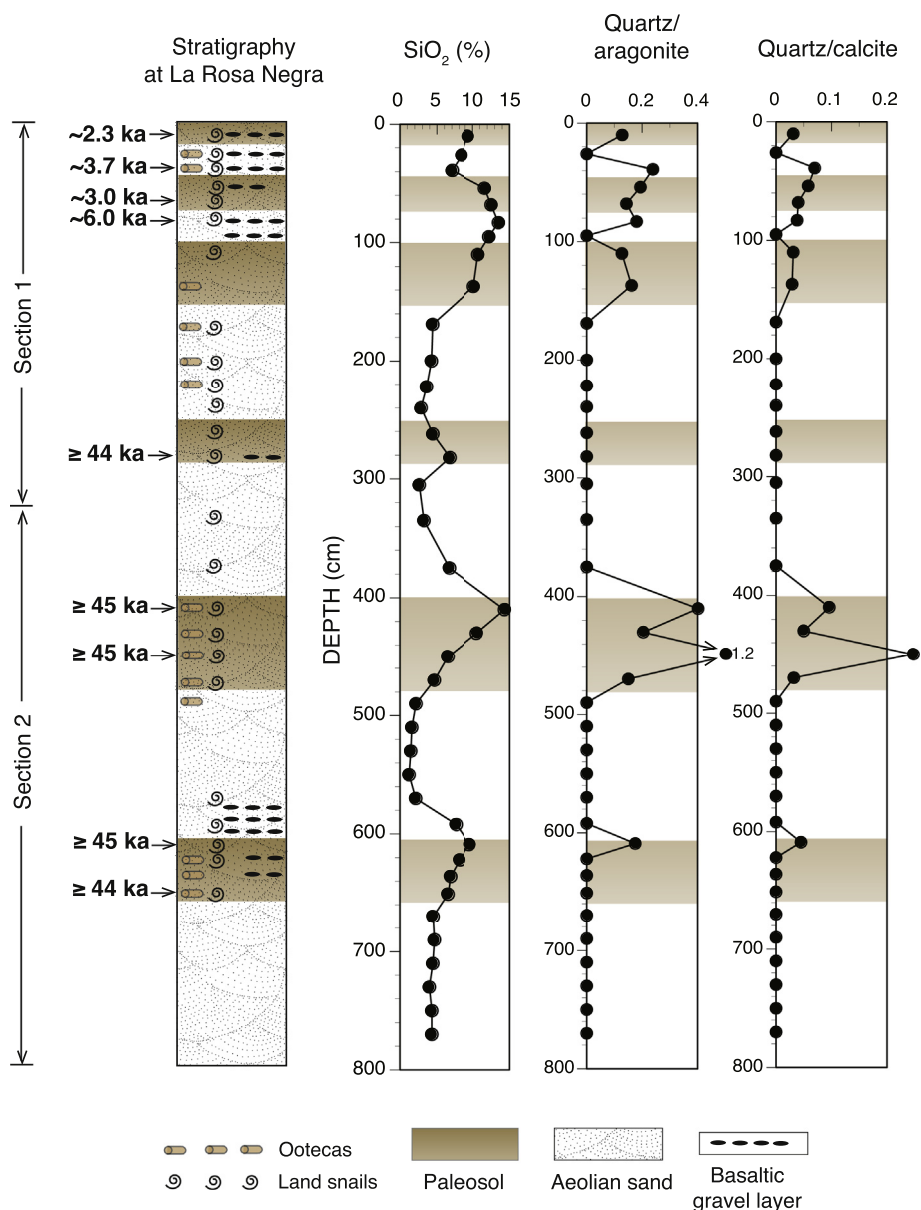 Stratigraphy
at La Rosa Negra
SiO2 (%)
Quartz/
aragonite
Quartz/calcite
0 5 10 15
0 0.2 0.4
0 0.1 0.2
Section 1
Section 2
~2.3 ka
~3.7 ka
~3.0 ka
~6.0 ka
≥ 44 ka
≥ 45 ka
≥ 45 ka
≥ 45 ka
≥ 44 ka
DEPTH (cm)
0
100
200
300
400
500
600
700
800
0
100
200
300
400
500
600
700
800
1.2
0
100
200
300
400
500
600
700
800
Ootecas
Land snails
Paleosol
Aeolian sand
Basaltic
gravel layer